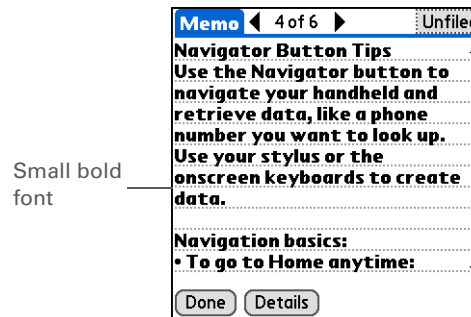 Memo 4 of 6 Unfiled
Navigator Button Tips
Use the Navigator button to
navigate your handheld and
retrieve data, like a phone
number you want to look up.
Use your stylus or the
onscreen keyboards to create
data.
Navigation basics:
• To go to Home anytime:
Done Details
Small bold
font